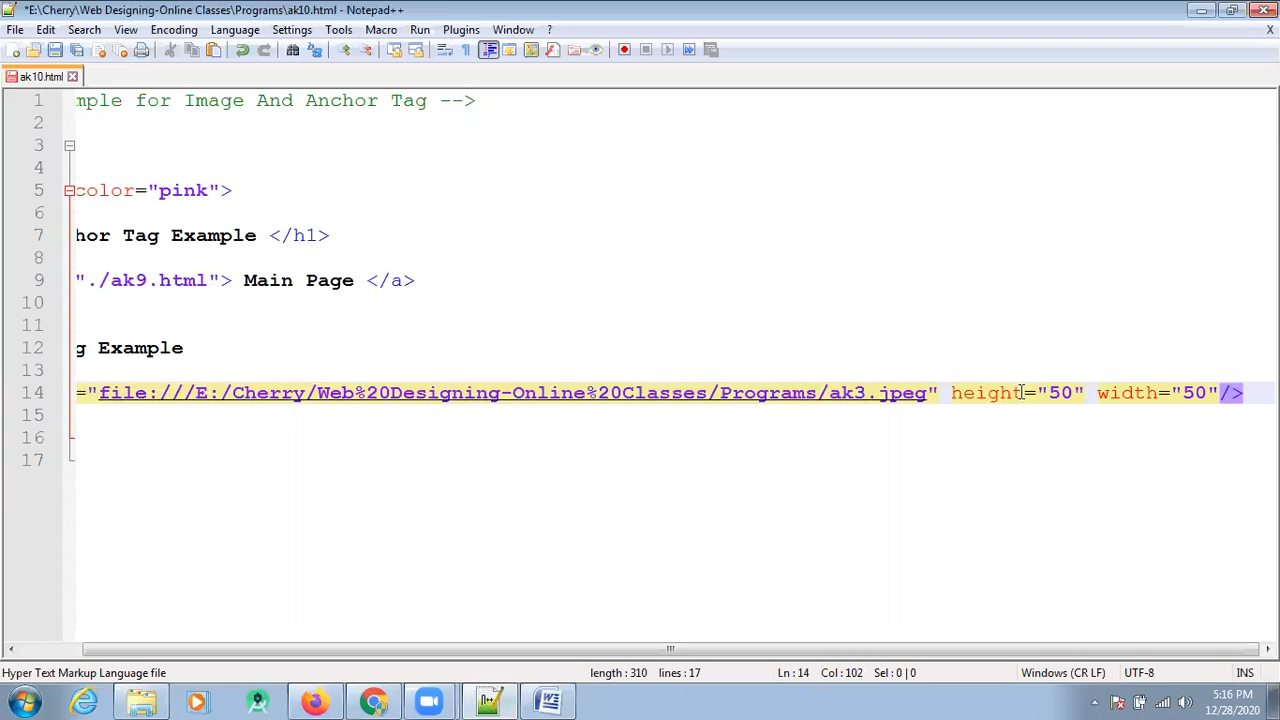 *E:\Cherry\Web Designing-Online Classes\Programs\ak10.html - Notepad++
File Edit Search View Encoding Language Settings Tools Macro Run Plugins Window ? X
ak10.html
1 mple for Image And Anchor Tag -->
2
3
4
5 color="pink">
6
7 hor Tag Example </h1>
8
9 "./ak9.html"> Main Page </a>
10
11
12 g Example
13
14 ="file:///E:/Cherry/Web%20Designing-Online%20Classes/Programs/ak3.jpeg" height="50" width="50"/>
15
16
17
Hyper Text Markup Language file length : 310 lines : 17 Ln : 14 Col : 102 Sel : 0 | 0 Windows (CR LF) UTF-8 INS
5:16 PM
12/28/2020